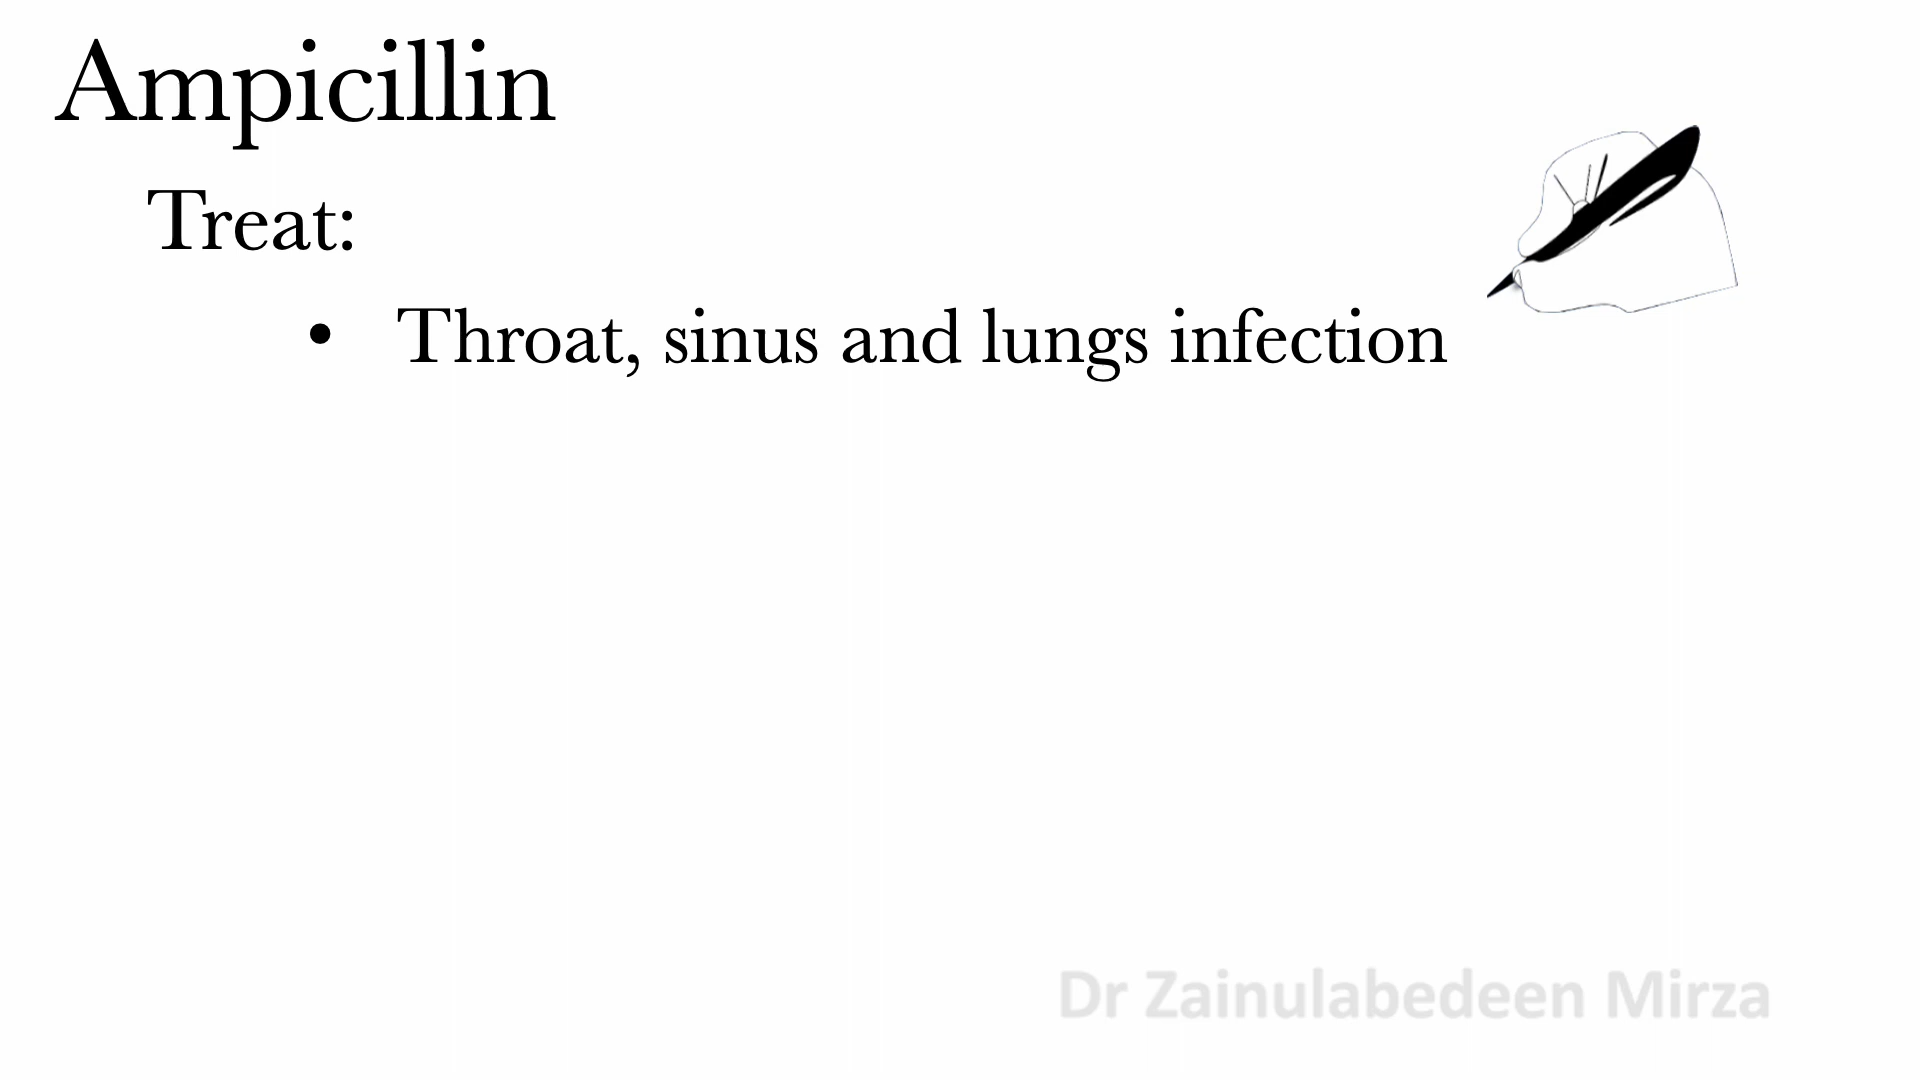 Ampicillin
Treat:
• Throat, sinus and lungs infection
Dr Zainulabedeen Mirza